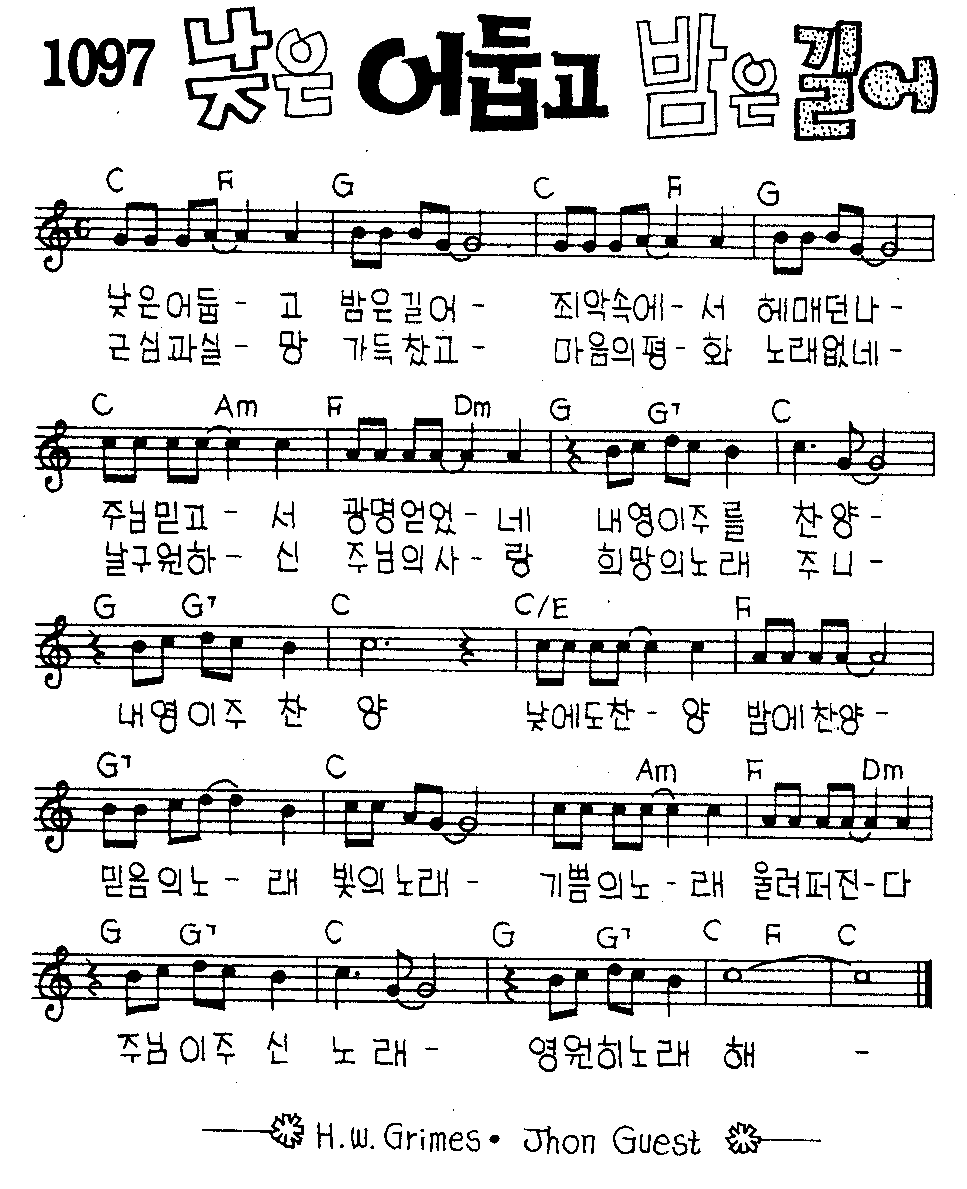 1097 낮은 어둡고 밤은 길어
C F G C F G
낮은어둡- 고 밤은길어- 죄악속에- 서 헤매던나-
근심과실- 망 가득찼고- 마음의평- 화 노래없네-
C Am F Dm G G7 C
주님믿고- 서 광명얻었- 네 내영이주를 찬양-
날구원하- 신 주님의사- 랑 희망의노래 주니-
G G7 C C/E F
내영이주 찬 양 낮에도찬- 양 밤에찬양-
G7 C Am F Dm
믿음의노- 래 빛의노래- 기쁨의노- 래 울려퍼진-다
G G7 C G G7 C F C
주님이주 신 노래- 영원히노래 해 -
H.W. Grimes • Jhon Guest